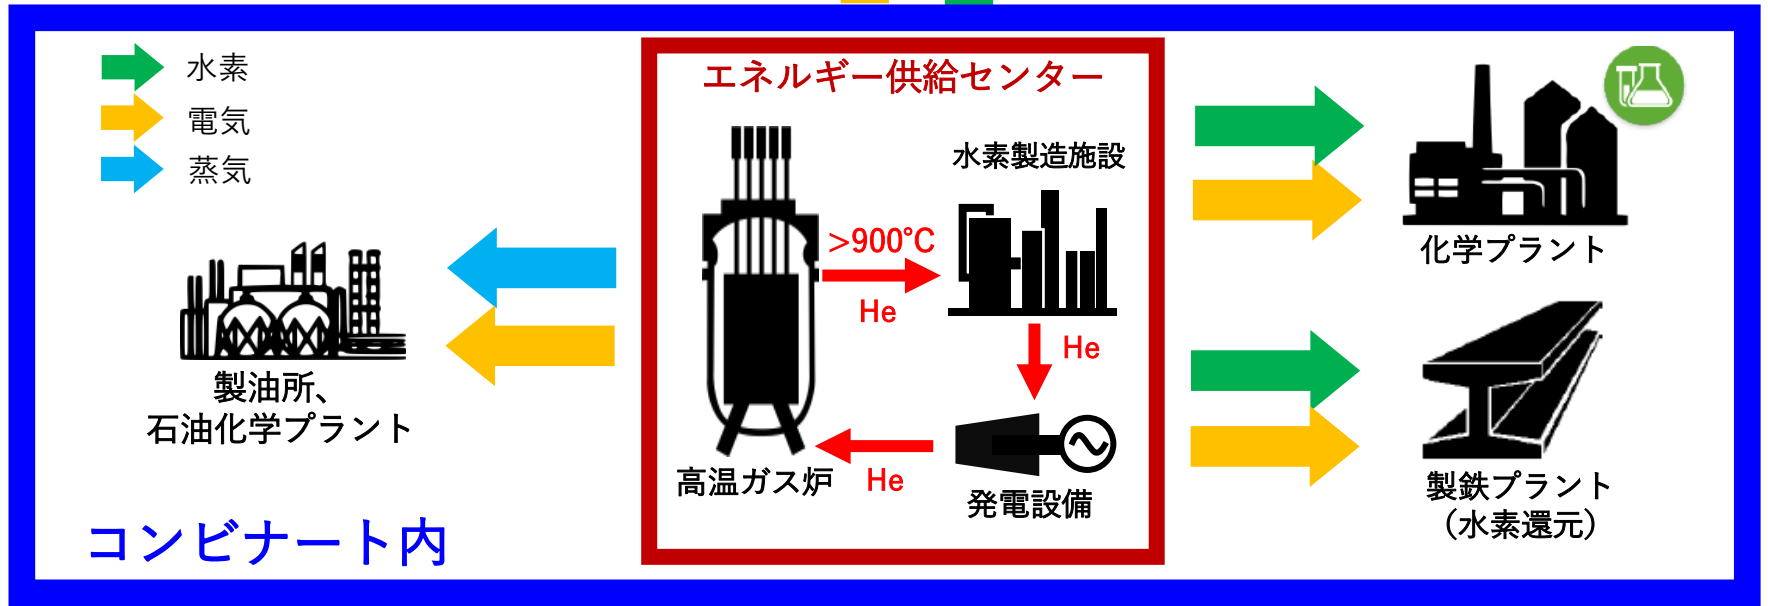 水素
電気
蒸気
エネルギー供給センター
水素製造施設
>900°C
He
He
He
高温ガス炉
発電設備
製油所、
石油化学プラント
化学プラント
製鉄プラント
（水素還元）
コンビナート内